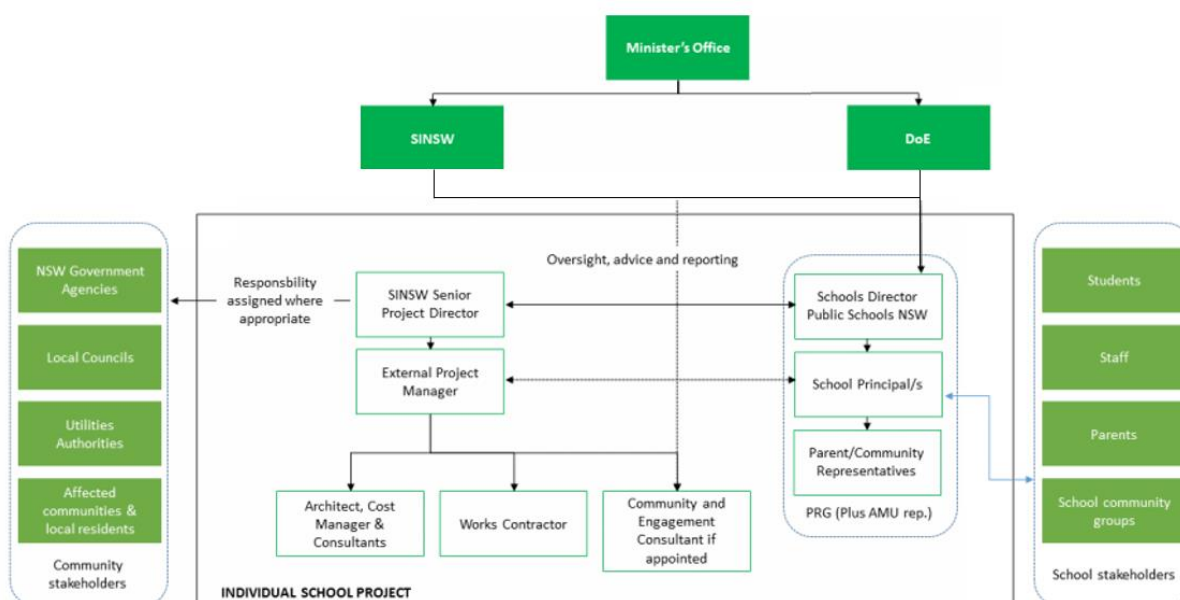 Minister's Office
SINSW
DoE
NSW Government
Agencies
Local Councils
Utilities
Authorities
Affected
communities &
local residents
Community
stakeholders
Responsbility
assigned where
appropriate
Oversight, advice and reporting
SINSW Senior
Project Director
External Project
Manager
Architect, Cost
Manager &
Consultants
Works Contractor
Community and
Engagement
Consultant if
appointed
Schools Director
Public Schools NSW
School Principal/s
Parent/Community
Representatives
PRG (Plus AMU rep.)
INDIVIDUAL SCHOOL PROJECT
Students
Staff
Parents
School community
groups
School stakeholders